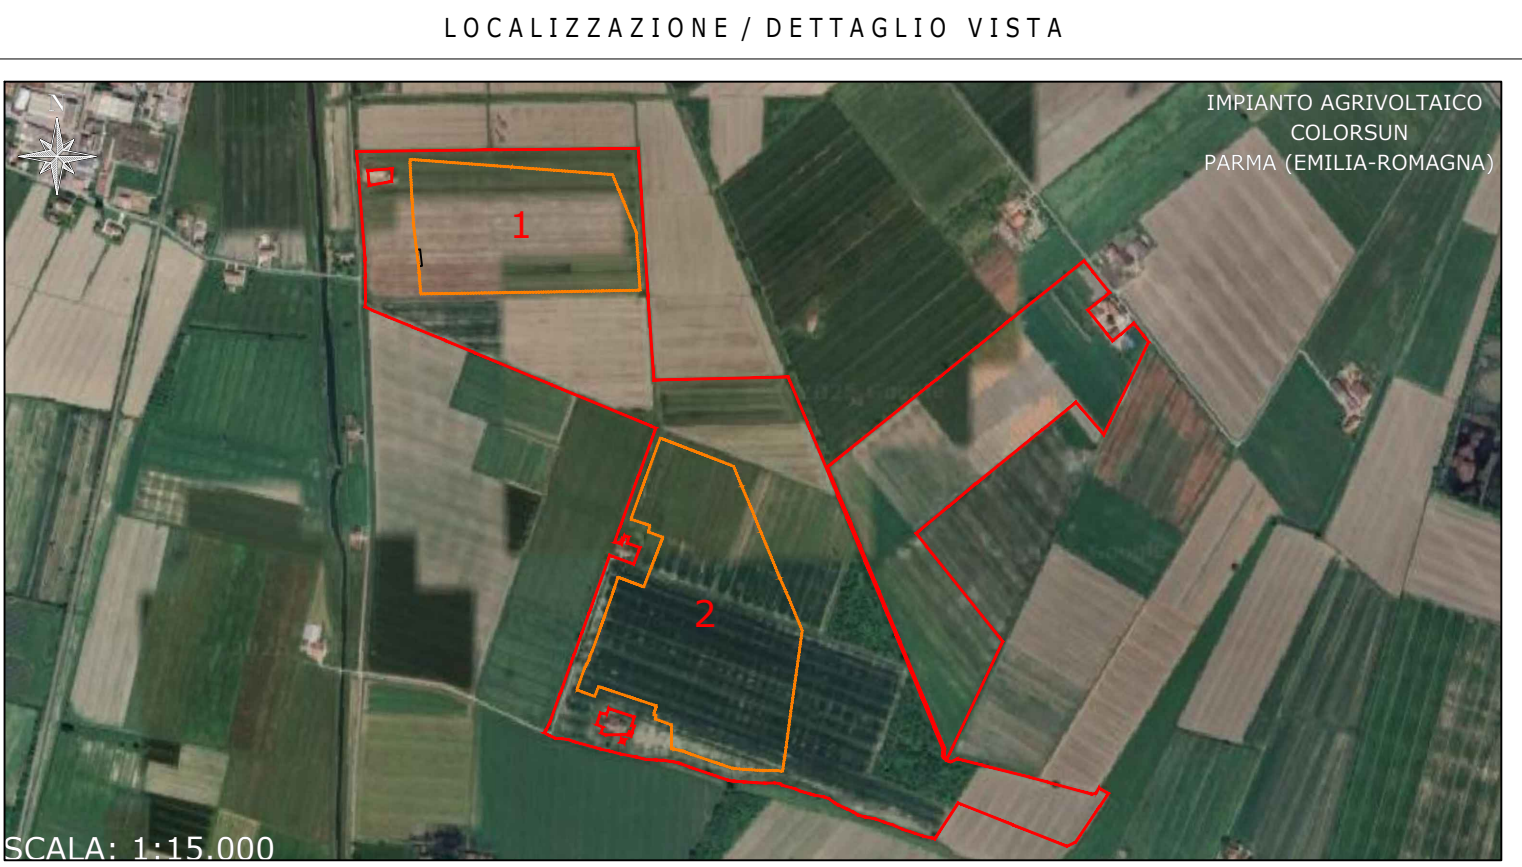 LOCALIZZAZIONE / DETTAGLIO VISTA
N
IMPIANTO AGRIVOLTAICO
COLORSUN
PARMA (EMILIA-ROMAGNA)
1
2
SCALA: 1:15.000